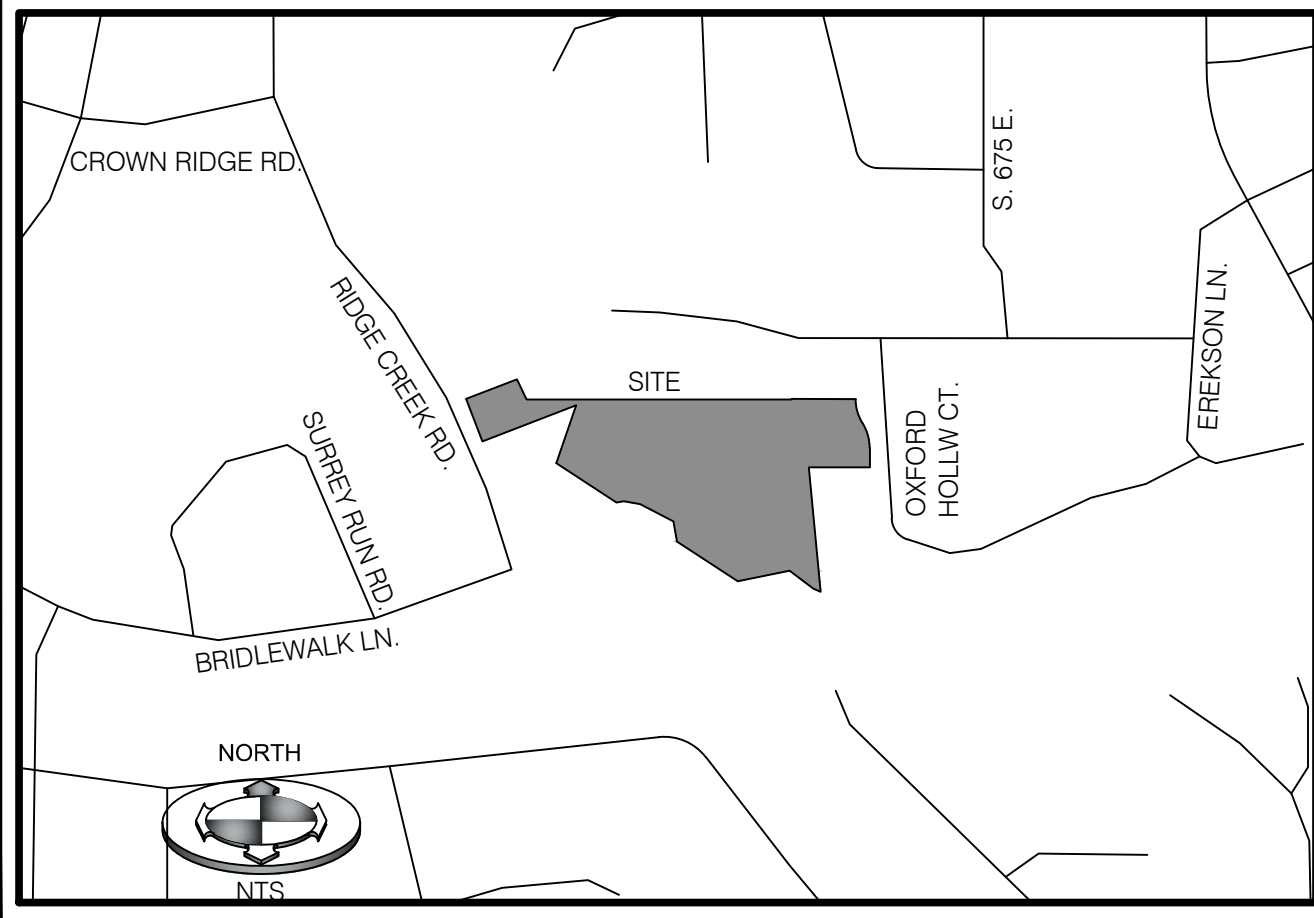 CROWN RIDGE RD.
S. 675 E.
RIDGE CREEK RD.
EREKSON LN.
SITE
OXFORD
HOLLW CT.
SURREY RUN RD.
BRIDLEWALK LN.
NORTH
NTS